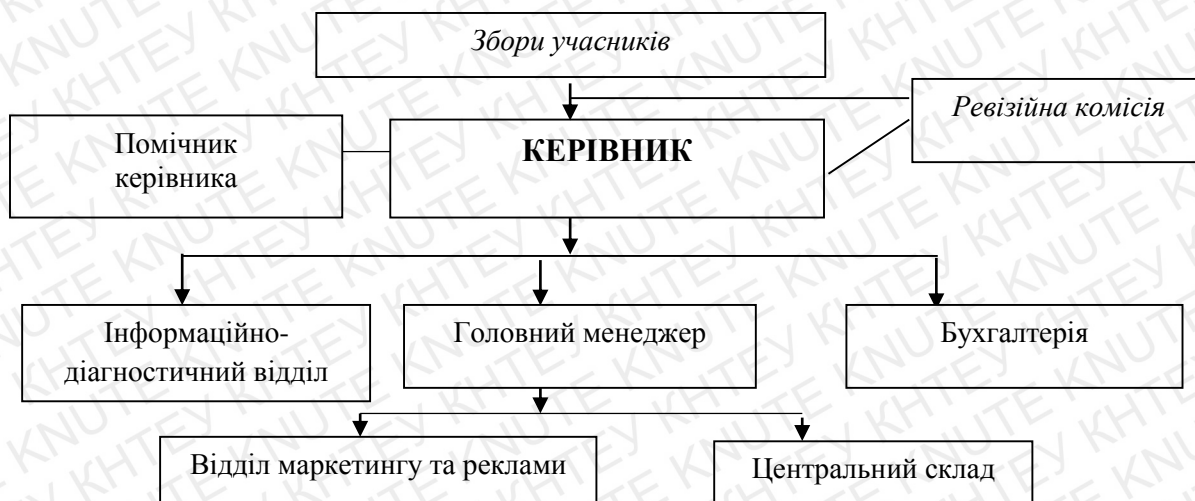 Збори учасників
Ревізійна комісія
Помічник
керівника
КЕРІВНИК
Інформаційно-
діагностичний відділ
Головний менеджер
Бухгалтерія
Відділ маркетингу та реклами
Центральний склад